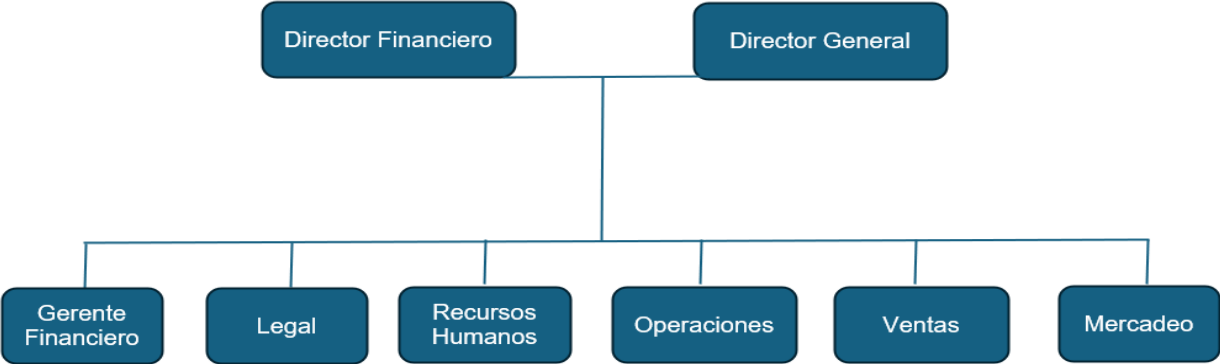 Director Financiero
Director General
Gerente
Financiero
Legal
Recursos
Humanos
Operaciones
Ventas
Mercadeo